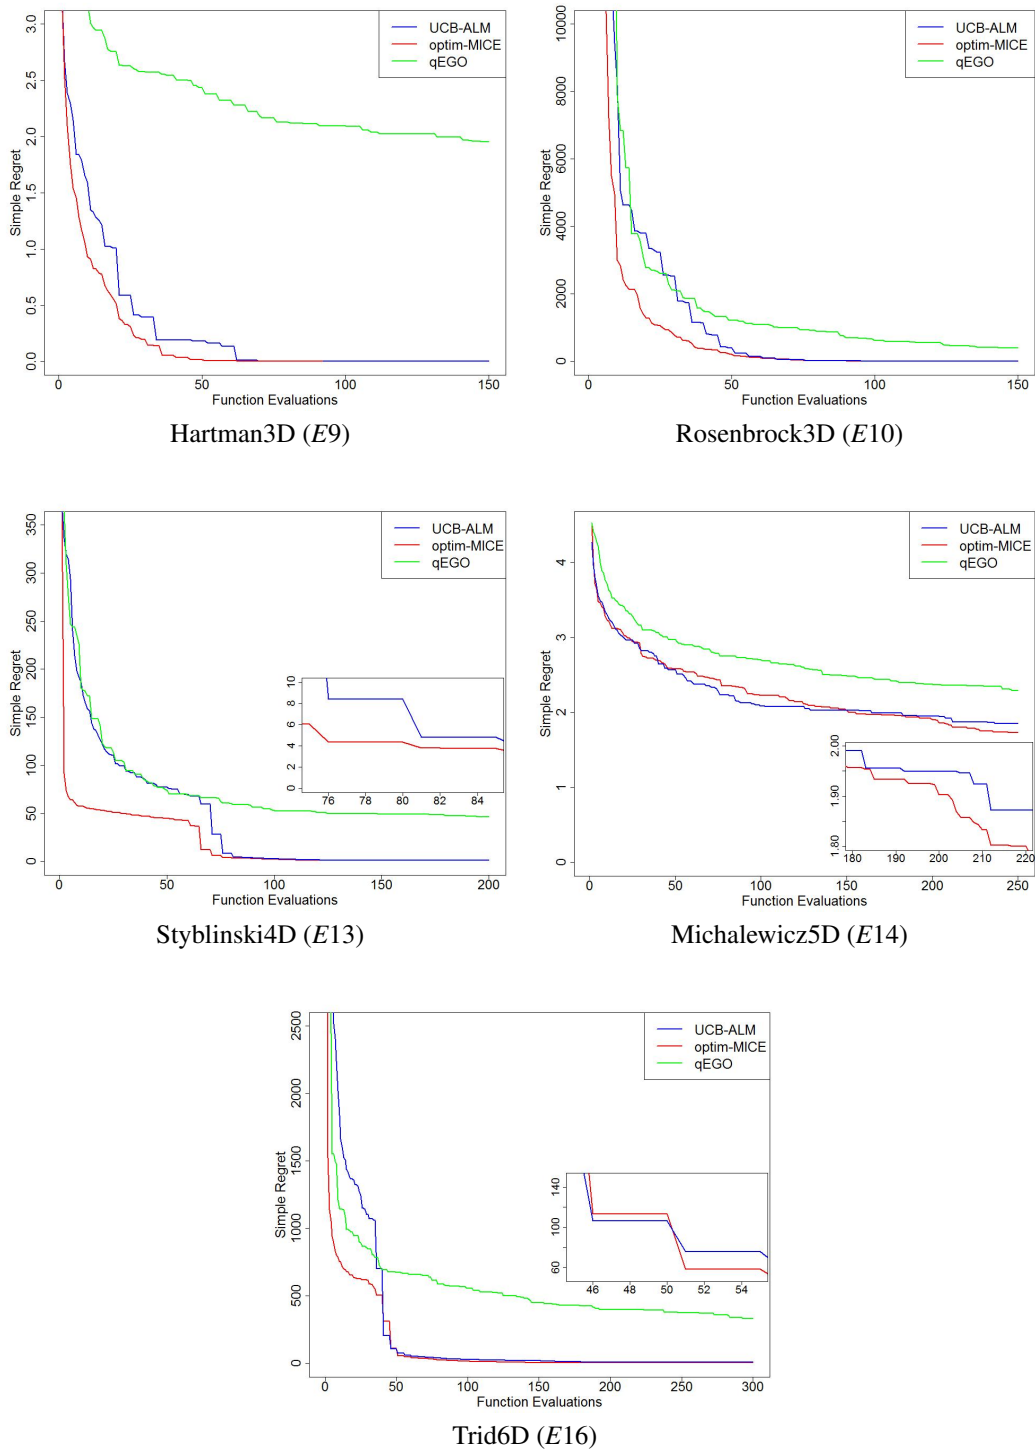 3.0
2.5
2.0
1.5
1.0
0.5
0.0
Simple Regret
UCB-ALM
optim-MICE
qEGO
0 50 100 150
Function Evaluations
Hartman3D (E9)
10000
8000
6000
4000
2000
0
Simple Regret
UCB-ALM
optim-MICE
qEGO
0 50 100 150
Function Evaluations
Rosenbrock3D (E10)
350
300
250
200
150
100
50
0
Simple Regret
UCB-ALM
optim-MICE
qEGO
10
8
6
4
2
0
76 78 80 82 84
0 50 100 150 200
Function Evaluations
Styblinski4D (E13)
4
3
2
1
0
Simple Regret
UCB-ALM
optim-MICE
qEGO
2.00
1.90
1.80
180 190 200 210 220
0 50 100 150 200 250
Function Evaluations
Michalewicz5D (E14)
2500
2000
1500
1000
500
0
Simple Regret
UCB-ALM
optim-MICE
qEGO
140
100
60
46 48 50 52 54
0 50 100 150 200 250 300
Function Evaluations
Trid6D (E16)